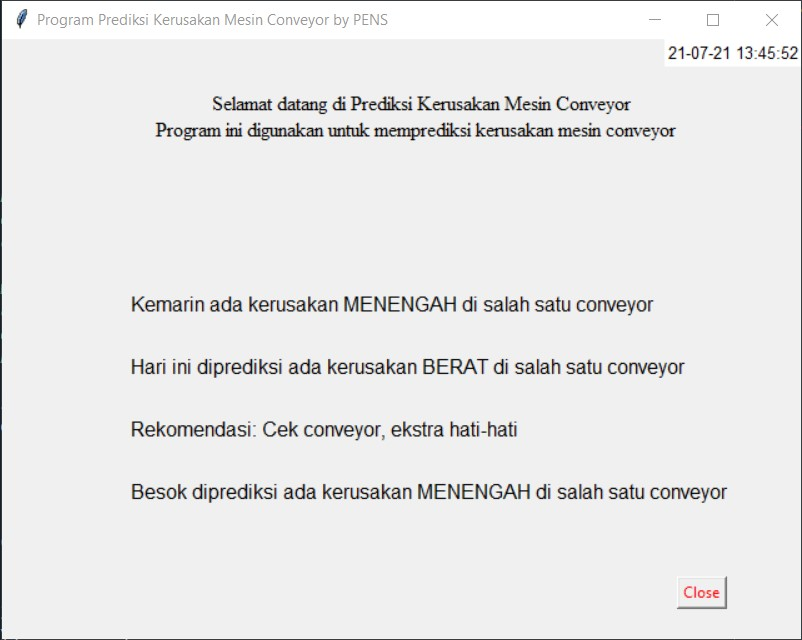 Program Prediksi Kerusakan Mesin Conveyor by PENS
21-07-21 13:45:52
Selamat datang di Prediksi Kerusakan Mesin Conveyor
Program ini digunakan untuk memprediksi kerusakan mesin conveyor
Kemarin ada kerusakan MENENGAH di salah satu conveyor
Hari ini diprediksi ada kerusakan BERAT di salah satu conveyor
Rekomendasi: Cek conveyor, ekstra hati-hati
Besok diprediksi ada kerusakan MENENGAH di salah satu conveyor
Close